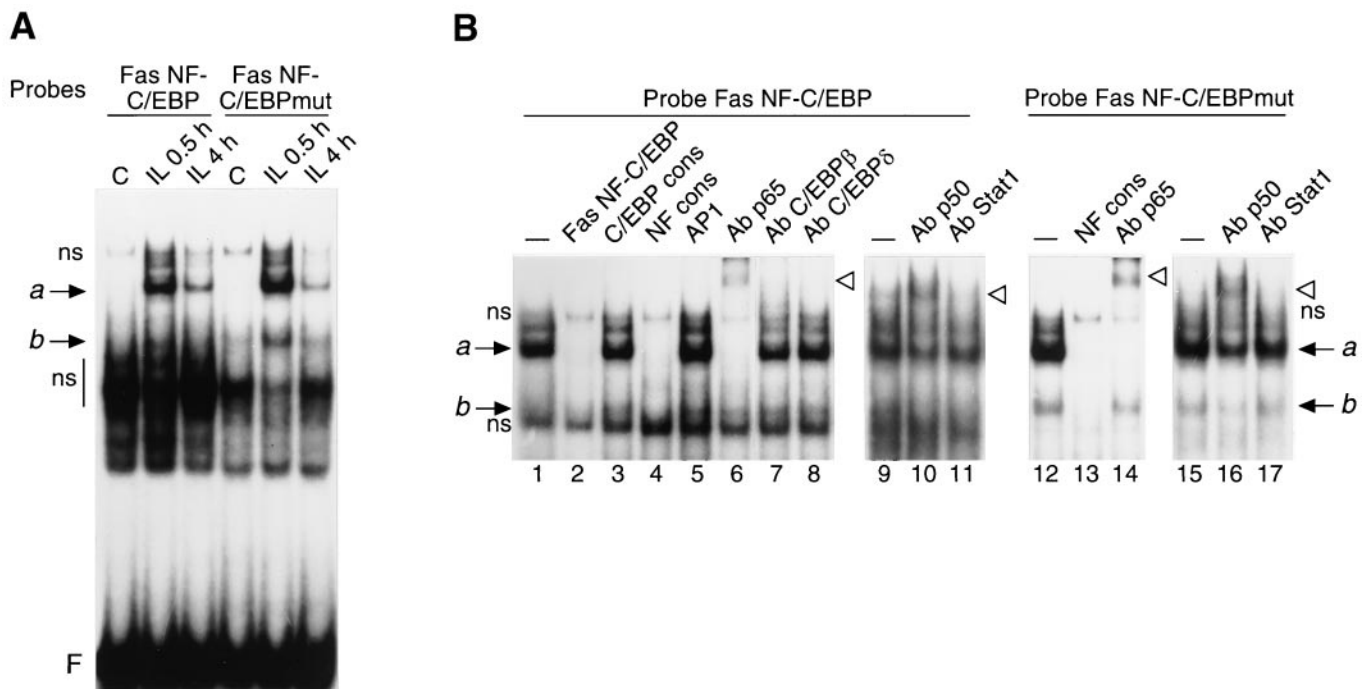 A
Probes
Fas NF-
C/EBP
Fas NF-
C/EBPmut
C
IL 0.5 h
IL 4 h
C
IL 0.5 h
IL 4 h
ns
a
b
ns
F
B
Probe Fas NF-C/EBP
Probe Fas NF-C/EBPmut
—
Fas NF-C/EBP
C/EBP cons
NF cons
AP1
Ab p65
Ab C/EBPβ
Ab C/EBPδ
—
Ab p50
Ab Stat1
—
NF cons
Ab p65
—
Ab p50
Ab Stat1
ns
a
b
ns
ns
a
b
1 2 3 4 5 6 7 8 9 10 11 12 13 14 15 16 17